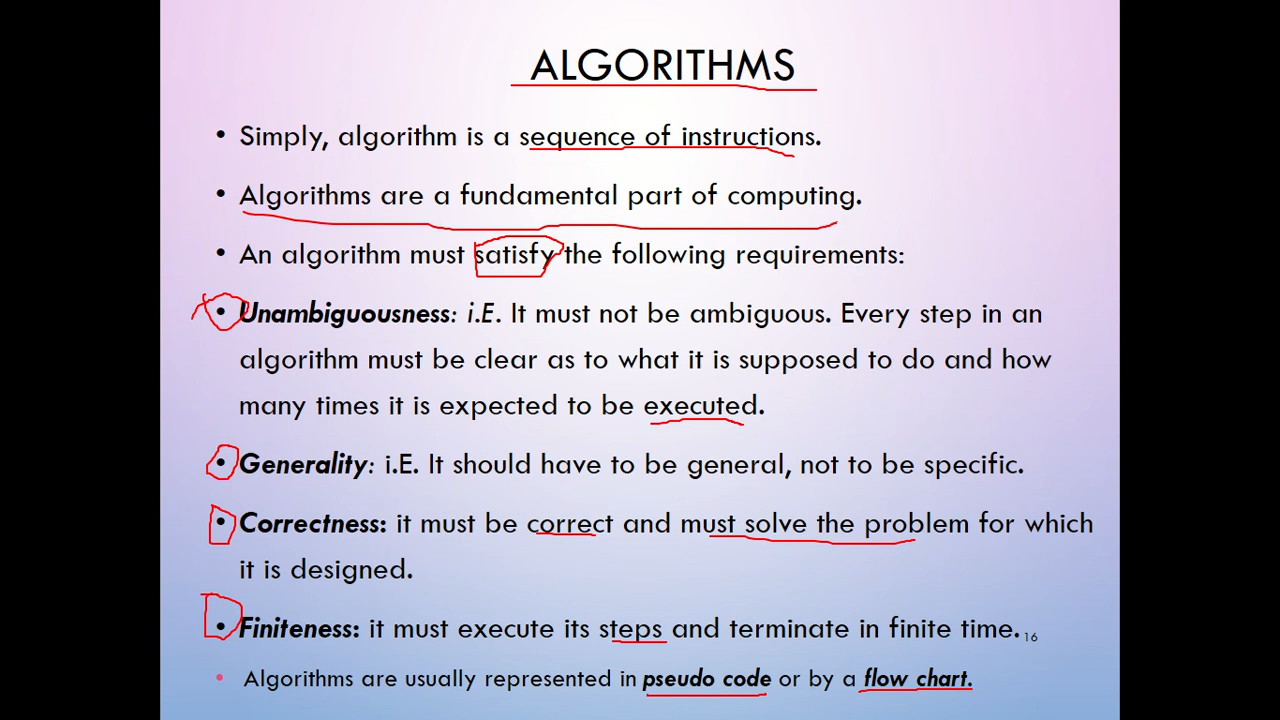 ALGORITHMS
• Simply, algorithm is a sequence of instructions.
• Algorithms are a fundamental part of computing.
• An algorithm must satisfy the following requirements:
• Unambiguousness: i.E. It must not be ambiguous. Every step in an
algorithm must be clear as to what it is supposed to do and how
many times it is expected to be executed.
• Generality: i.E. It should have to be general, not to be specific.
• Correctness: it must be correct and must solve the problem for which
it is designed.
• Finiteness: it must execute its steps and terminate in finite time.
16
• Algorithms are usually represented in pseudo code or by a flow chart.